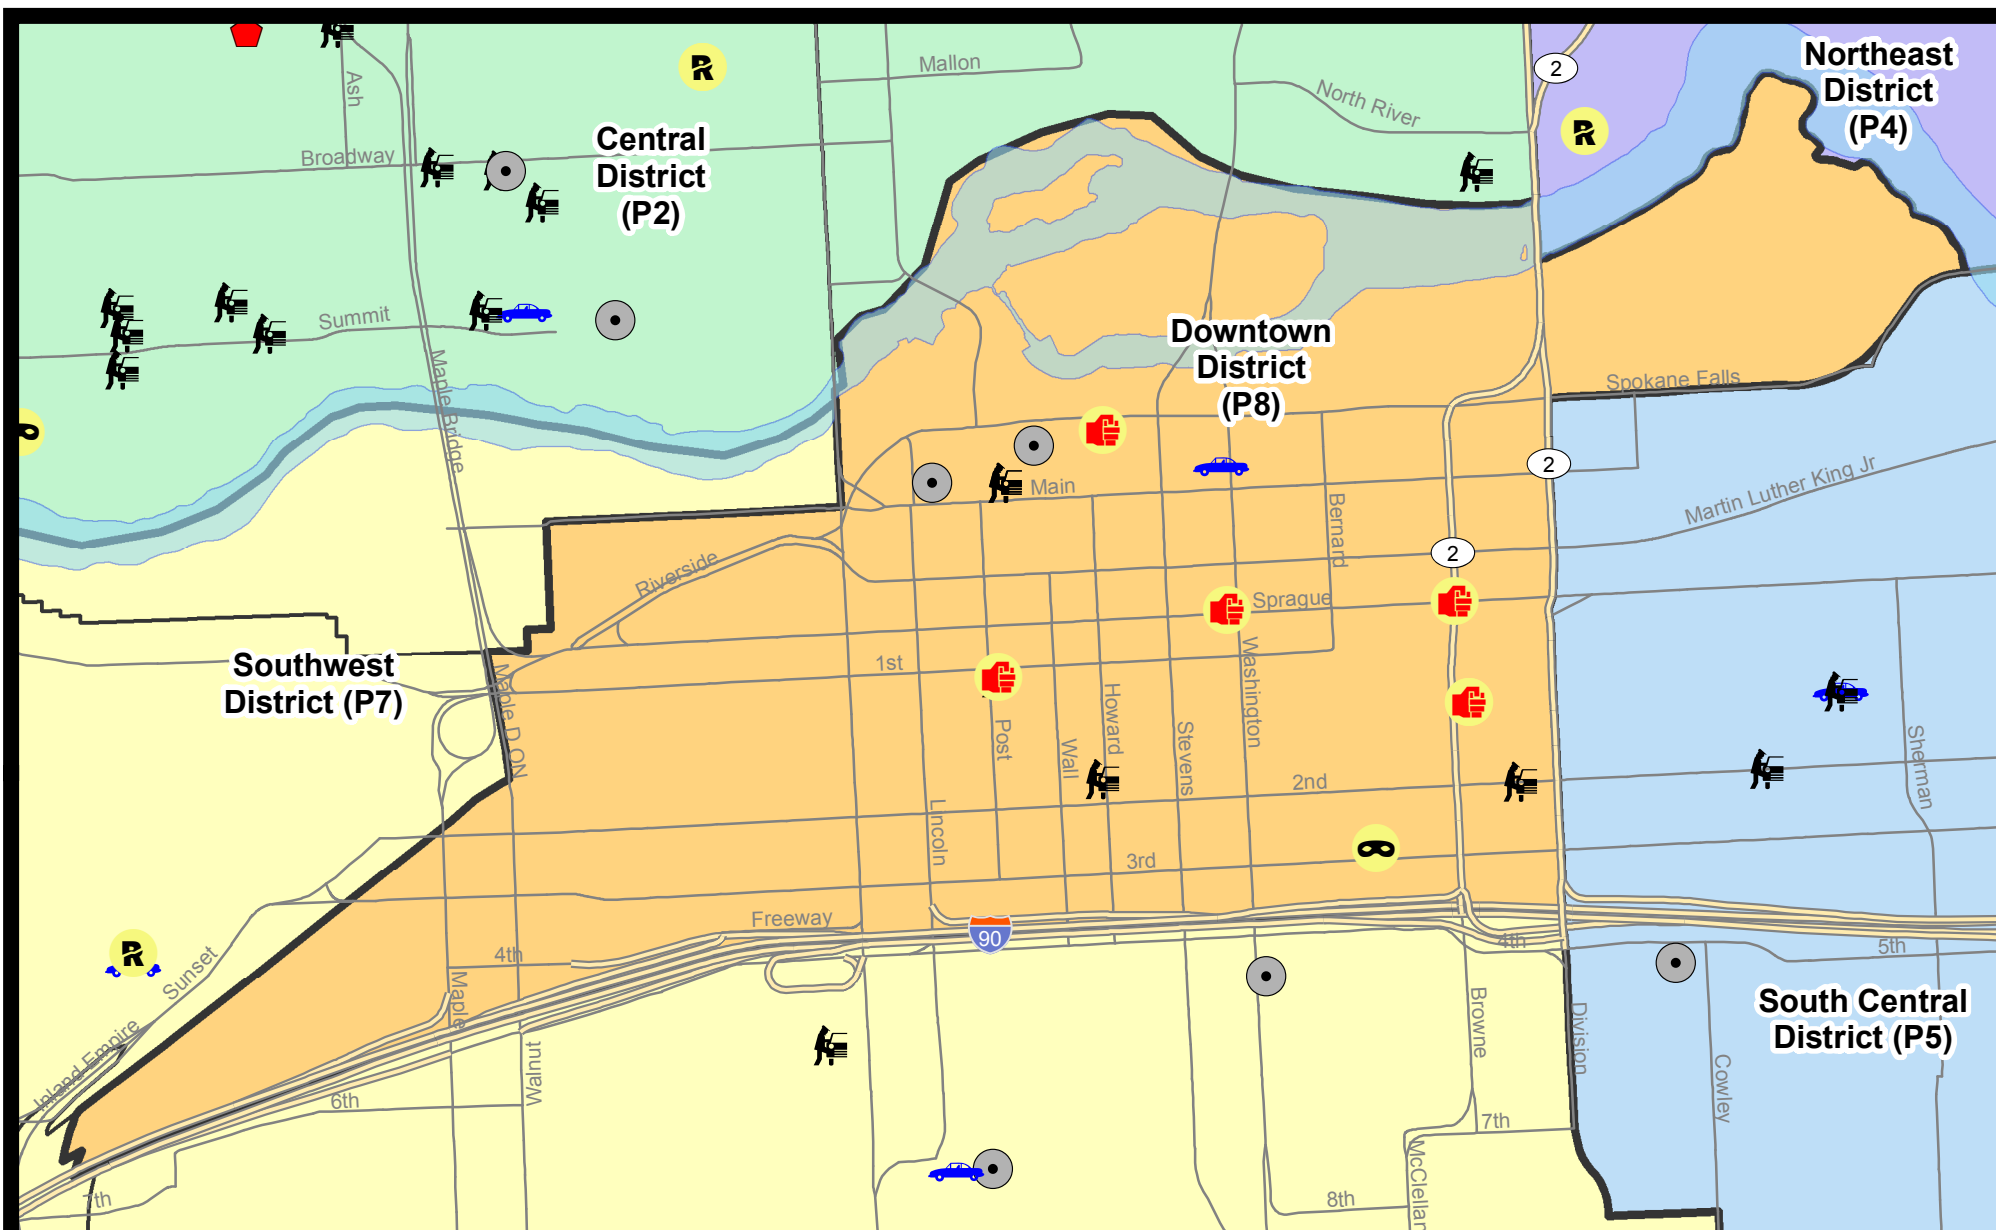 Mallon
2
Northeast
District
(P4)
Ash
North River
R
R
Central
District
(P2)
Broadway
Summit
Maple Bridge
Downtown
District
(P8)
Spokane Falls
Main
Bernard
2
Martin Luther King Jr
2
Riverside
Sprague
Southwest
District (P7)
1st
Maple D ON
Washington
Howard
Post
Wall
Stevens
Sherman
2nd
Lincoln
3rd
Freeway
90
4th
4th
5th
R
Sunset
Maple
Browne
Division
South Central
District (P5)
Inland Empire
Walnut
Cowley
6th
7th
McClellan
7th
8th